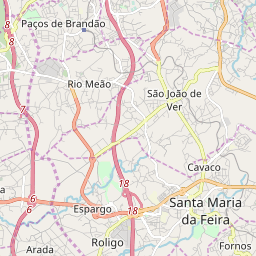 Paços de Brandão
8
8
Rio Meão
São João de
Ver
7
Cavaco
18
6
6
Espargo
18
Santa Maria
da Feira
Roligo
Arada
Fornos